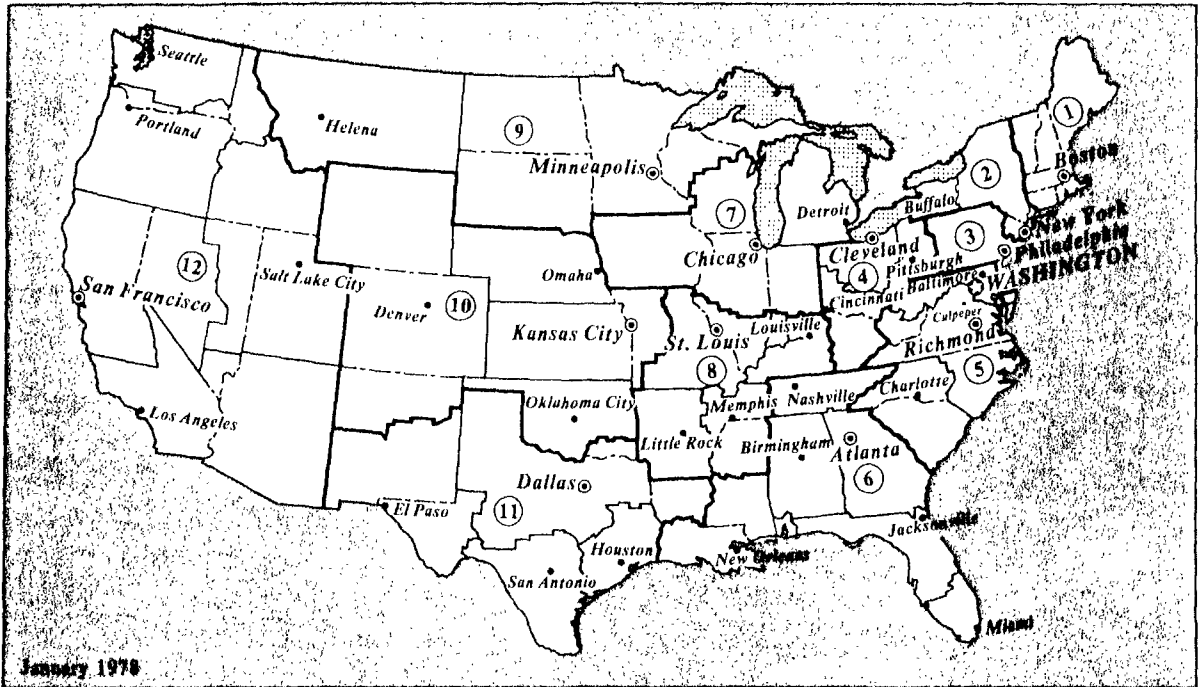 Seattle
Portland
Helena
9
Minneapolis
1
Boston
2
Buffalo
New York
Philadelphia
WASHINGTON
3
7
Detroit
Chicago
Cleveland
4
Pittsburgh
Cincinnati
Baltimore
Culpeper
Richmond
5
12
Salt Lake City
San Francisco
Omaha
Denver
10
Kansas City
St. Louis
Louisville
8
Los Angeles
Oklahoma City
Memphis
Nashville
Charlotte
Little Rock
Birmingham
Atlanta
6
Dallas
El Paso
11
Houston
San Antonio
New Orleans
Jacksonville
Miami
January 1978